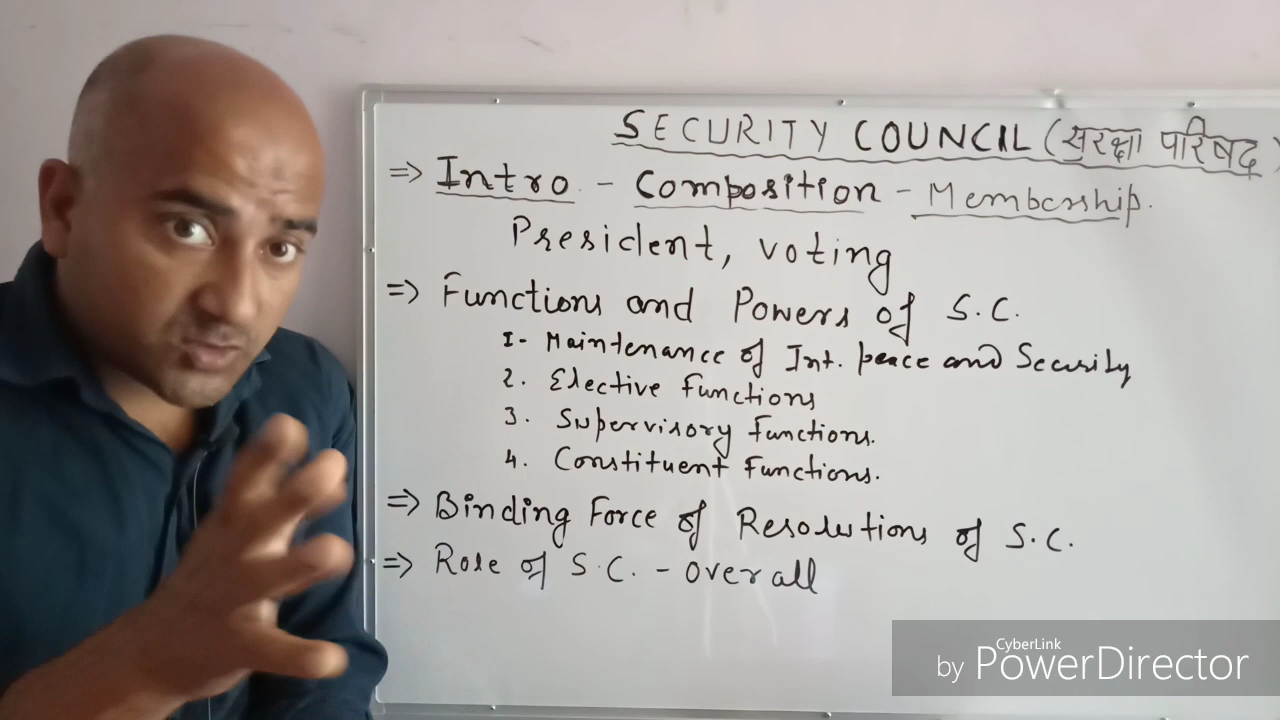 SECURITY COUNCIL (सुरक्षा परिषद)
⇒ Intro - Composition - Membership.
President, voting
⇒ Functions and Powers of S.C.
1- Maintenance of Int. peace and Security
2. Elective Functions
3. Supervisory Functions.
4. Constituent Functions.
⇒ Binding Force of Resolutions of S.C.
⇒ Role of S.C. - overall
CyberLink
by PowerDirector